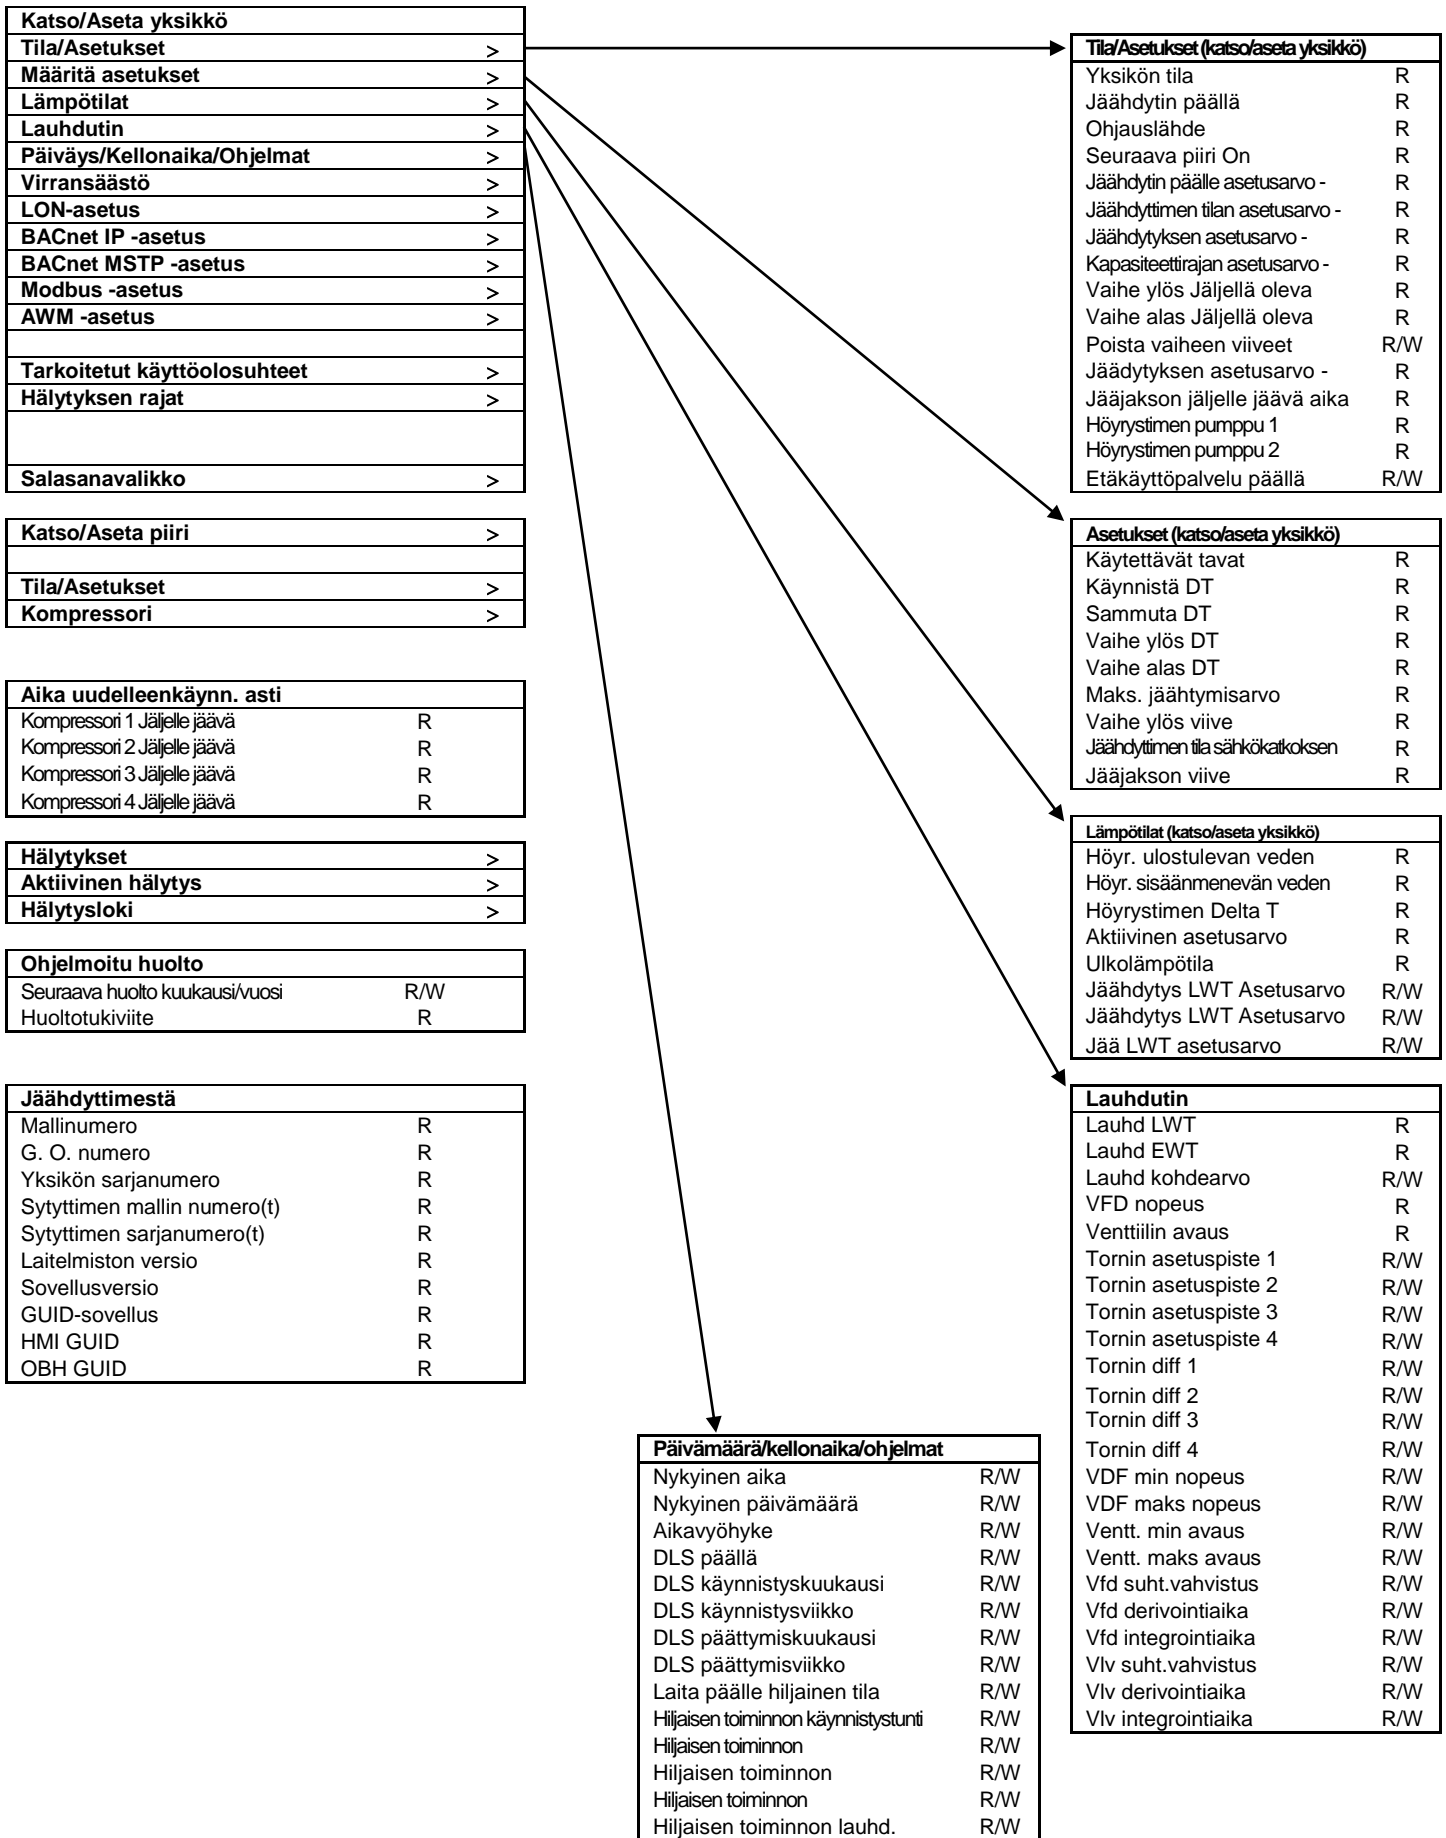 Katso/Aseta yksikkö
Tila/Asetukset >
Määritä asetukset >
Lämpötilat >
Lauhdutin >
Päiväys/Kellonaika/Ohjelmat >
Virransäästö >
LON-asetus >
BACnet IP -asetus >
BACnet MSTP -asetus >
Modbus -asetus >
AWM -asetus >
Tarkoitetut käyttöolosuhteet >
Hälytyksen rajat >
Salasanavalikko >
Katso/Aseta piiri >
Tila/Asetukset >
Kompressori >
Aika uudelleenkäynn. asti
Kompressori 1 Jäljelle jäävä R
Kompressori 2 Jäljelle jäävä R
Kompressori 3 Jäljelle jäävä R
Kompressori 4 Jäljelle jäävä R
Hälytykset >
Aktiivinen hälytys >
Hälytysloki >
Ohjelmoitu huolto
Seuraava huolto kuukausi/vuosi R/W
Huoltotukiviite R
Jäähdyttimestä
Mallinumero R
G. O. numero R
Yksikön sarjanumero R
Sytyttimen mallin numero(t) R
Sytyttimen sarjanumero(t) R
Laitelmiston versio R
Sovellusversio R
GUID-sovellus R
HMI GUID R
OBH GUID R
Tila/Asetukset (katso/aseta yksikkö)
Yksikön tila R
Jäähdytin päällä R
Ohjauslähde R
Seuraava piiri On R
Jäähdytin päälle asetusarvo - R
Jäähdyttimen tilan asetusarvo - R
Jäähdytyksen asetusarvo - R
Kapasiteettirajan asetusarvo - R
Vaihe ylös Jäljellä oleva R
Vaihe alas Jäljellä oleva R
Poista vaiheen viiveet R/W
Jäädytyksen asetusarvo - R
Jääjakson jäljelle jäävä aika R
Höyrystimen pumppu 1 R
Höyrystimen pumppu 2 R
Etäkäyttöpalvelu päällä R/W
Asetukset (katso/aseta yksikkö)
Käytettävät tavat R
Käynnistä DT R
Sammuta DT R
Vaihe ylös DT R
Vaihe alas DT R
Maks. jäähtymisarvo R
Vaihe ylös viive R
Jäähdyttimen tila sähkökatkoksen R
Jääjakson viive R
Lämpötilat (katso/aseta yksikkö)
Höyr. ulostulevan veden R
Höyr. sisäänmenevän veden R
Höyrystimen Delta T R
Aktiivinen asetusarvo R
Ulkolämpötila R
Jäähdytys LWT Asetusarvo R/W
Jäähdytys LWT Asetusarvo R/W
Jää LWT asetusarvo R/W
Lauhdutin
Lauhd LWT R
Lauhd EWT R
Lauhd kohdearvo R/W
VFD nopeus R
Venttiilin avaus R
Tornin asetuspiste 1 R/W
Tornin asetuspiste 2 R/W
Tornin asetuspiste 3 R/W
Tornin asetuspiste 4 R/W
Tornin diff 1 R/W
Tornin diff 2 R/W
Tornin diff 3 R/W
Tornin diff 4 R/W
VDF min nopeus R/W
VDF maks nopeus R/W
Ventt. min avaus R/W
Ventt. maks avaus R/W
Vfd suht.vahvistus R/W
Vfd derivointiaika R/W
Vfd integrointiaika R/W
Vlv suht.vahvistus R/W
Vlv derivointiaika R/W
Vlv integrointiaika R/W
Päivämäärä/kellonaika/ohjelmat
Nykyinen aika R/W
Nykyinen päivämäärä R/W
Aikavyöhyke R/W
DLS päällä R/W
DLS käynnistyskuukausi R/W
DLS käynnistysviikko R/W
DLS päättymiskuukausi R/W
DLS päättymisviikko R/W
Laita päälle hiljainen tila R/W
Hiljaisen toiminnon käynnistystunti R/W
Hiljaisen toiminnon R/W
Hiljaisen toiminnon R/W
Hiljaisen toiminnon R/W
Hiljaisen toiminnon lauhd. R/W